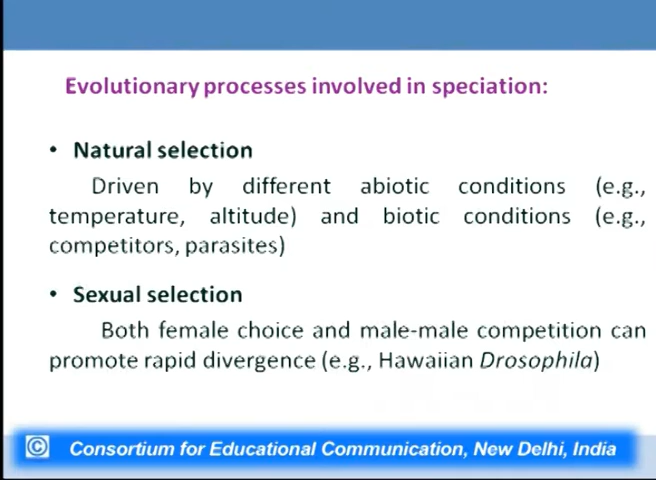 Evolutionary processes involved in speciation:
• Natural selection
Driven by different abiotic conditions (e.g.,
temperature, altitude) and biotic conditions (e.g.,
competitors, parasites)
• Sexual selection
Both female choice and male-male competition can
promote rapid divergence (e.g., Hawaiian Drosophila)
© Consortium for Educational Communication, New Delhi, India